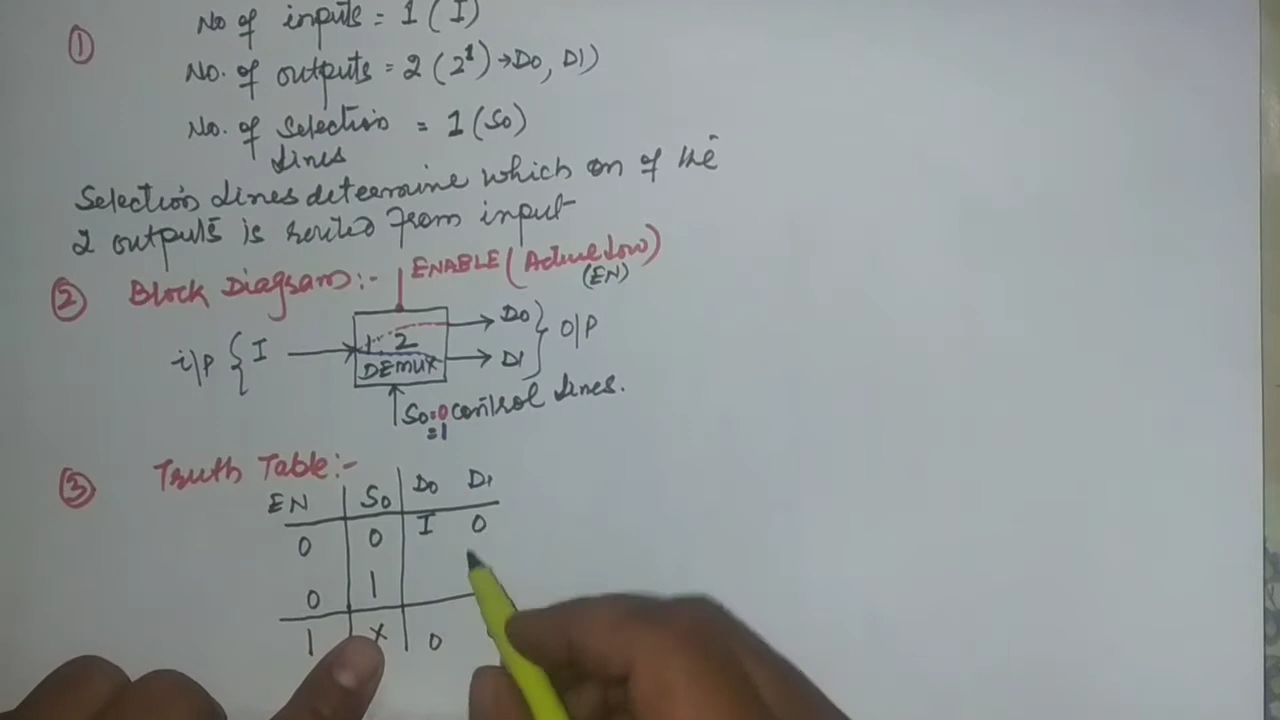 ①
No of inputs = 1 (I)
No. of outputs = 2 (2¹) → D0, D1)
No. of selection = 1 (S0)
lines
Selection lines determine which on of the
2 outputs is routed from input
② Block Diagram:-
ENABLE (Active low)
(EN)
i/p { I
1 2
DEMUX
D0
D1
} O/P
S0=0 control lines.
=1
③ Truth Table:-
EN | S0 | D0 D1
0 | 0 | I 0
0 | 1
1 | X | 0